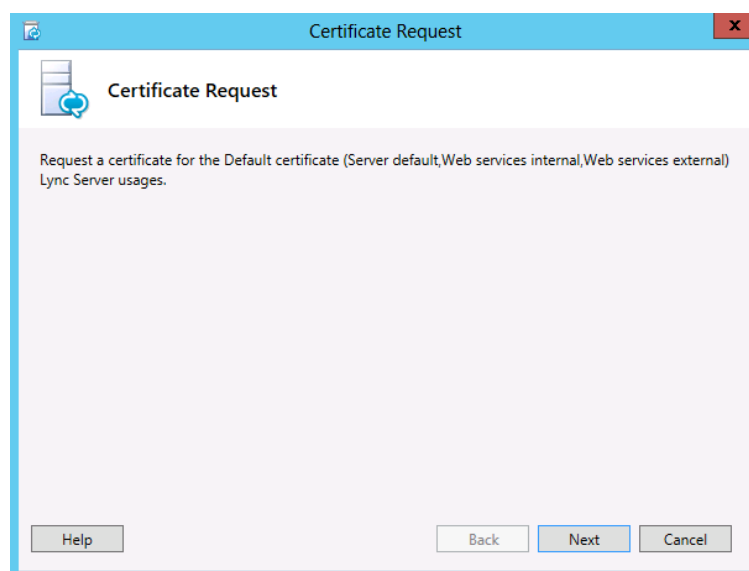 Certificate Request
x
Certificate Request
Request a certificate for the Default certificate (Server default,Web services internal,Web services external)
Lync Server usages.
Help
Back
Next
Cancel